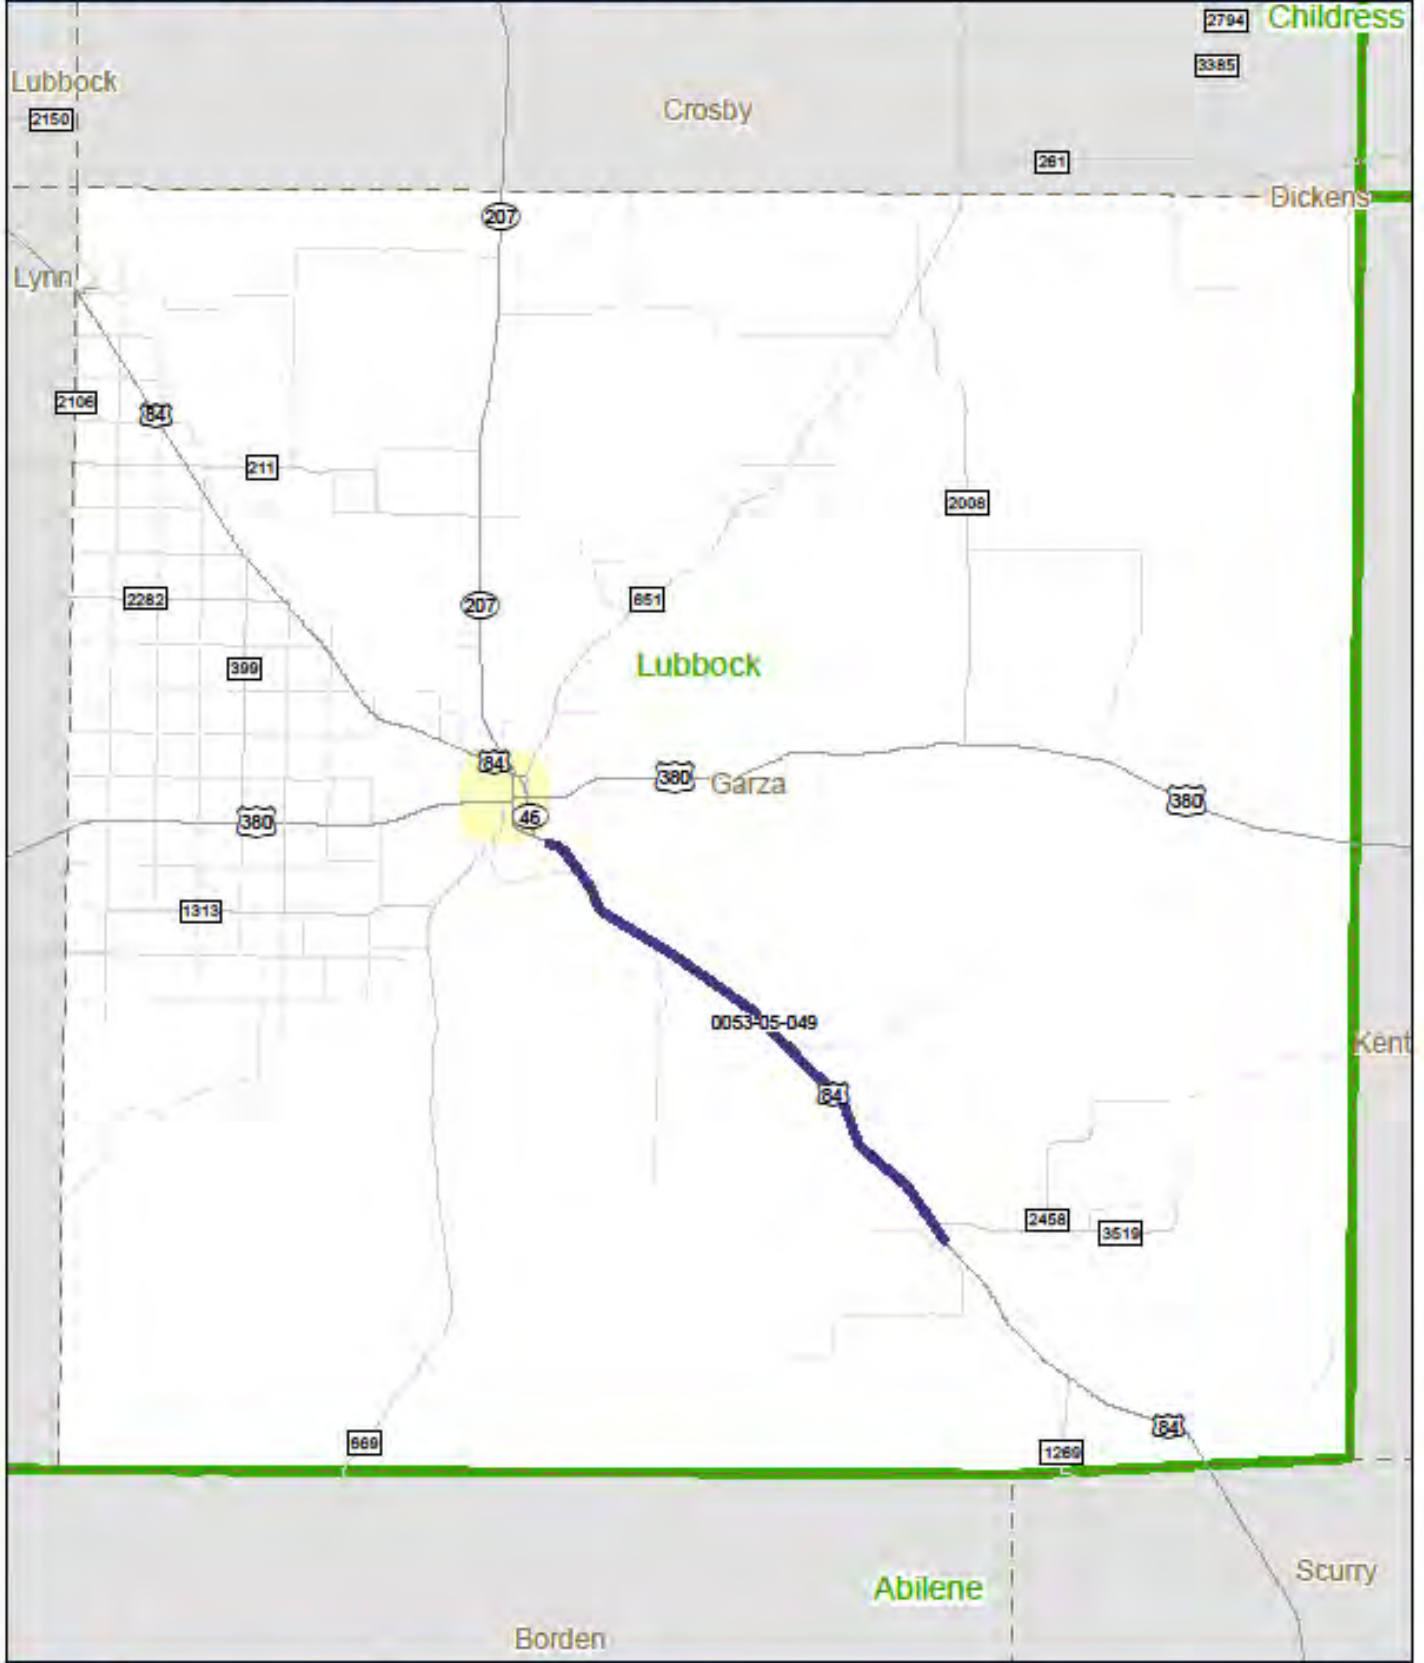 2794
Childress
3385
Lubbock
2150
Crosby
261
Dickens
207
Lynn
2106
84
211
2008
2282
207
651
399
Lubbock
84
380
Garza
380
46
380
1313
0053-05-049
Kent
84
2458
3519
84
669
1269
Scurry
Abilene
Borden